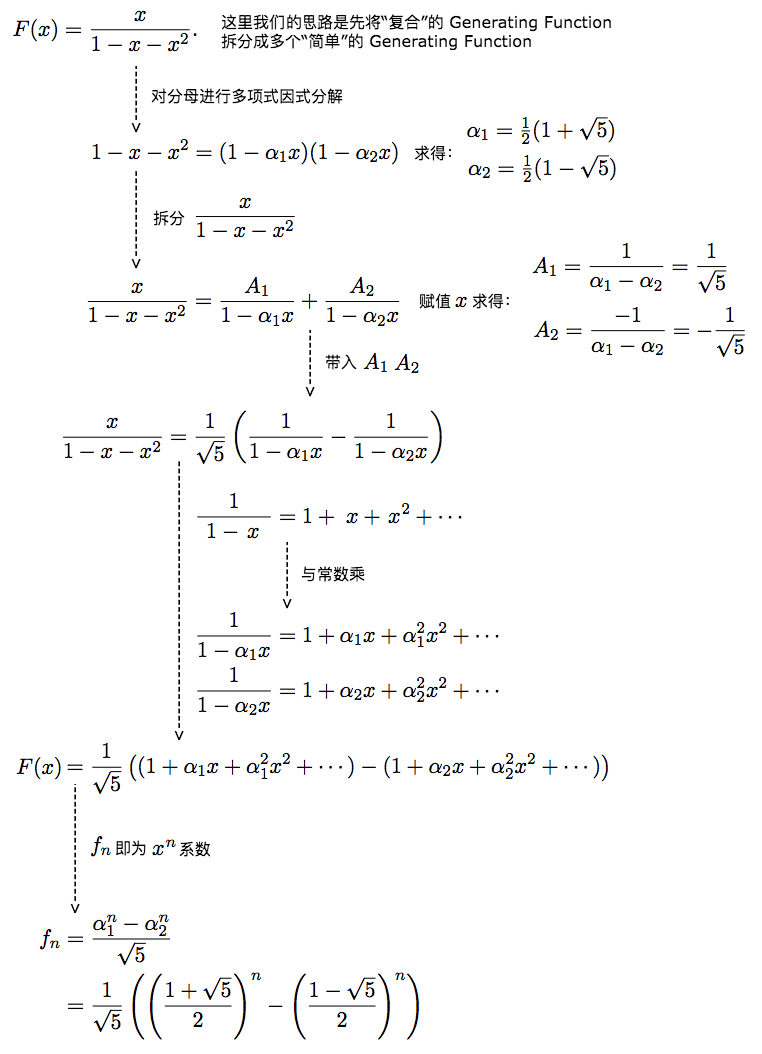 F(x) = x / (1 − x − x²). 这里我们的思路是先将“复合”的 Generating Function
拆分成多个“简单”的 Generating Function
对分母进行多项式因式分解
1 − x − x² = (1 − α₁x)(1 − α₂x) 求得：
α₁ = ½(1 + √5)
α₂ = ½(1 − √5)
拆分 x / (1 − x − x²)
x / (1 − x − x²) = A₁ / (1 − α₁x) + A₂ / (1 − α₂x) 赋值 x 求得：
A₁ = 1 / (α₁ − α₂) = 1 / √5
A₂ = −1 / (α₁ − α₂) = − 1 / √5
带入 A₁ A₂
x / (1 − x − x²) = 1/√5 ( 1 / (1 − α₁x) − 1 / (1 − α₂x) )
1 / (1 − x) = 1 + x + x² + ⋯
与常数乘
1 / (1 − α₁x) = 1 + α₁x + α₁²x² + ⋯
1 / (1 − α₂x) = 1 + α₂x + α₂²x² + ⋯
F(x) = 1/√5 ((1 + α₁x + α₁²x² + ⋯) − (1 + α₂x + α₂²x² + ⋯))
fₙ 即为 xⁿ 系数
fₙ = (α₁ⁿ − α₂ⁿ) / √5
= 1/√5 ( ((1 + √5) / 2)ⁿ − ((1 − √5) / 2)ⁿ )